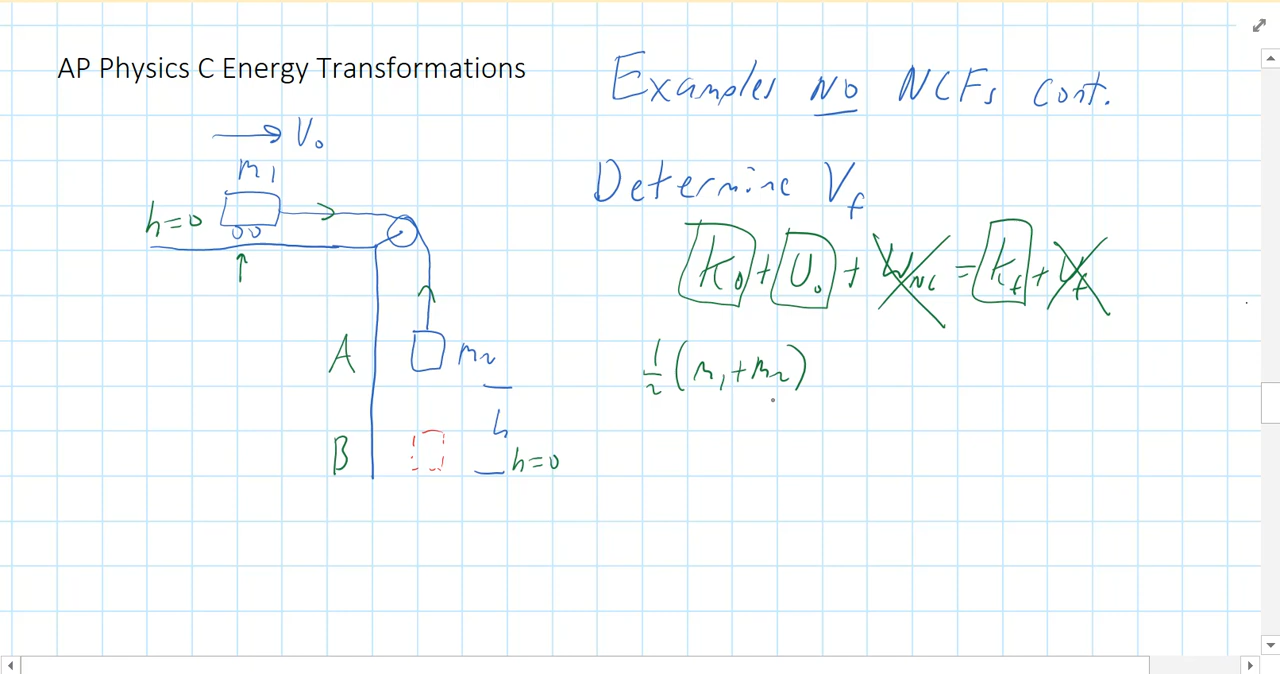 AP Physics C Energy Transformations
Examples NO NCFs cont.
V₀
m₁
Determine V_f
h=0
K₀ + U₀ + W_NC = K_f + U_f
A
m₂
½ (m₁ + m₂)
h
B
h=0